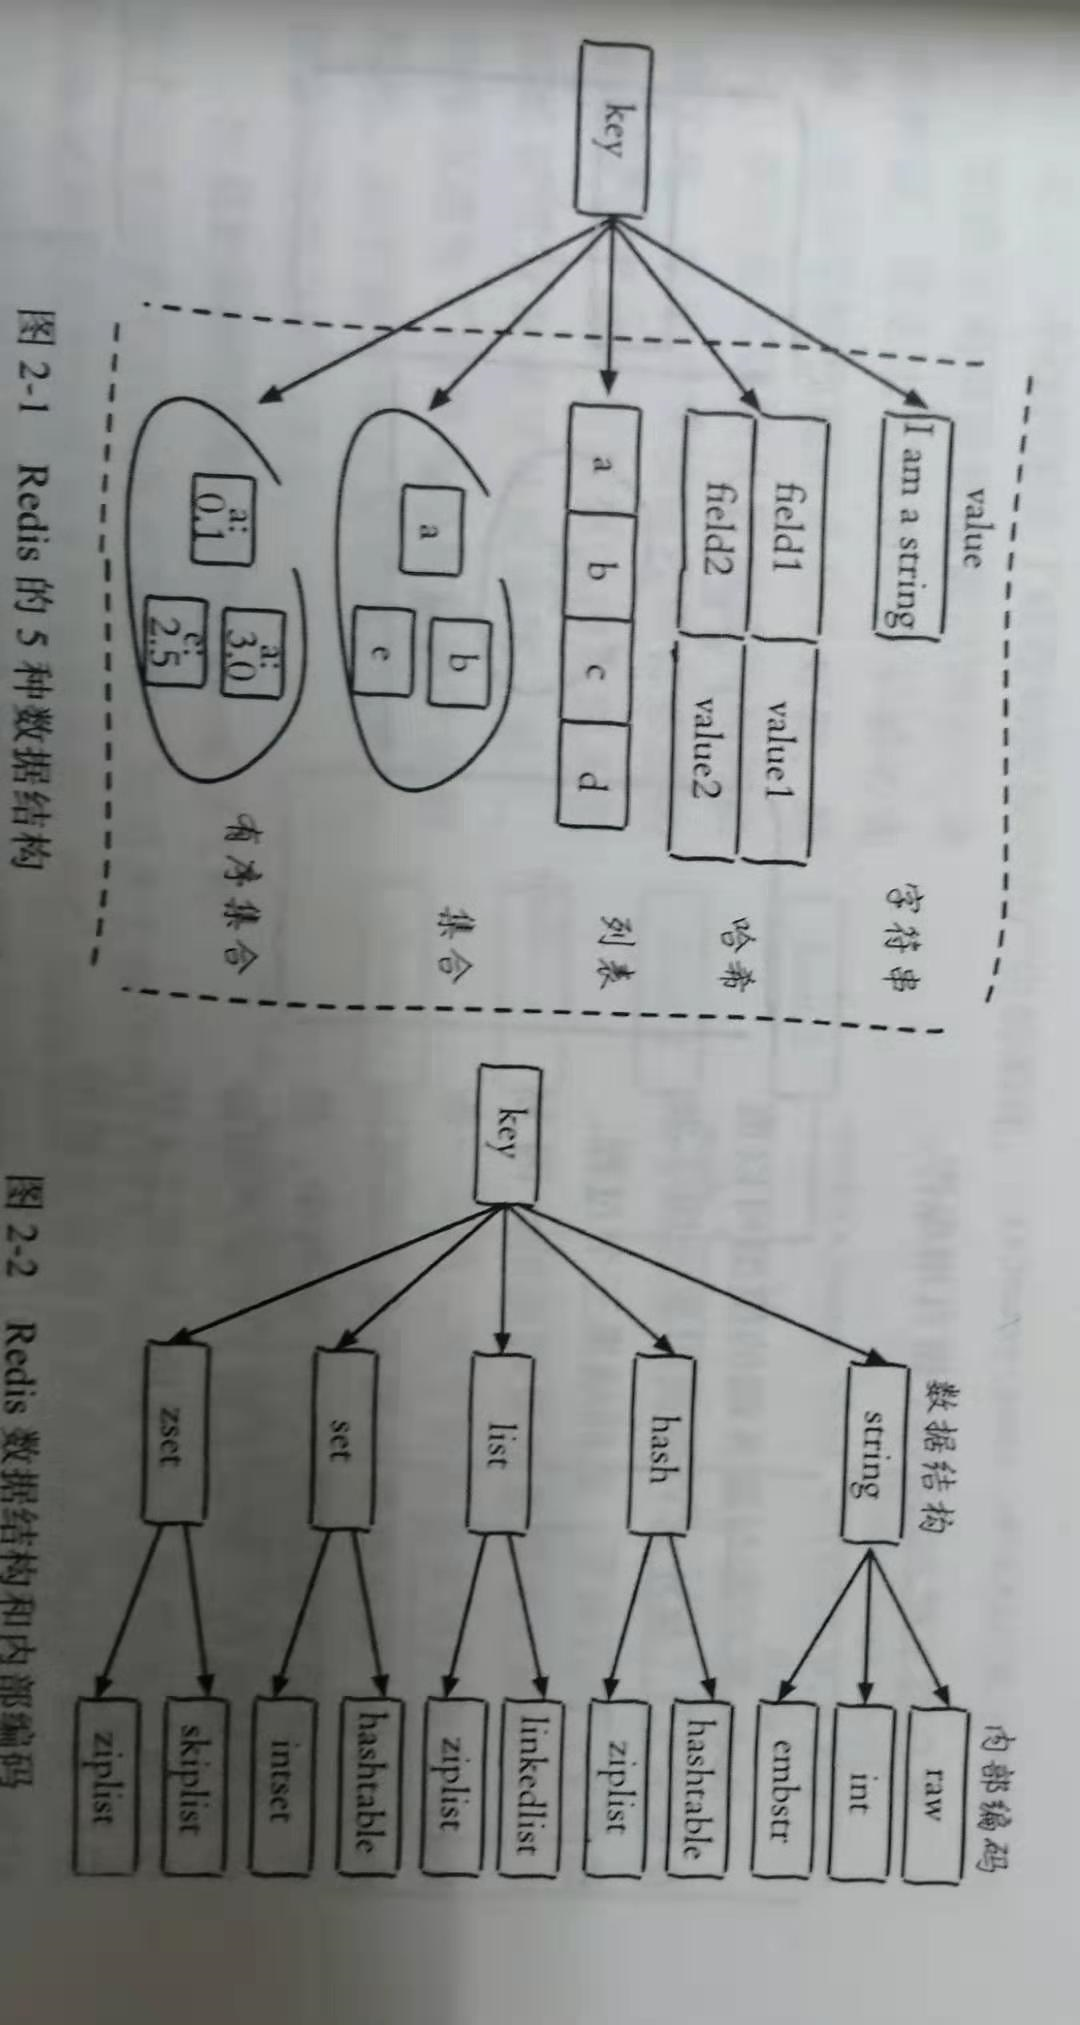 value
key
I am a string
字符串
field1 value1
field2 value2
哈希
a b c d
列表
a
b
e
集合
a:
0.1
a:
3.0
c:
2.5
有序集合
图 2-1 Redis 的 5 种数据结构
数据结构
内部编码
key
string
raw
int
embstr
hash
hashtable
ziplist
list
linkedlist
ziplist
set
hashtable
intset
zset
skiplist
ziplist
图 2-2 Redis 数据结构和内部编码